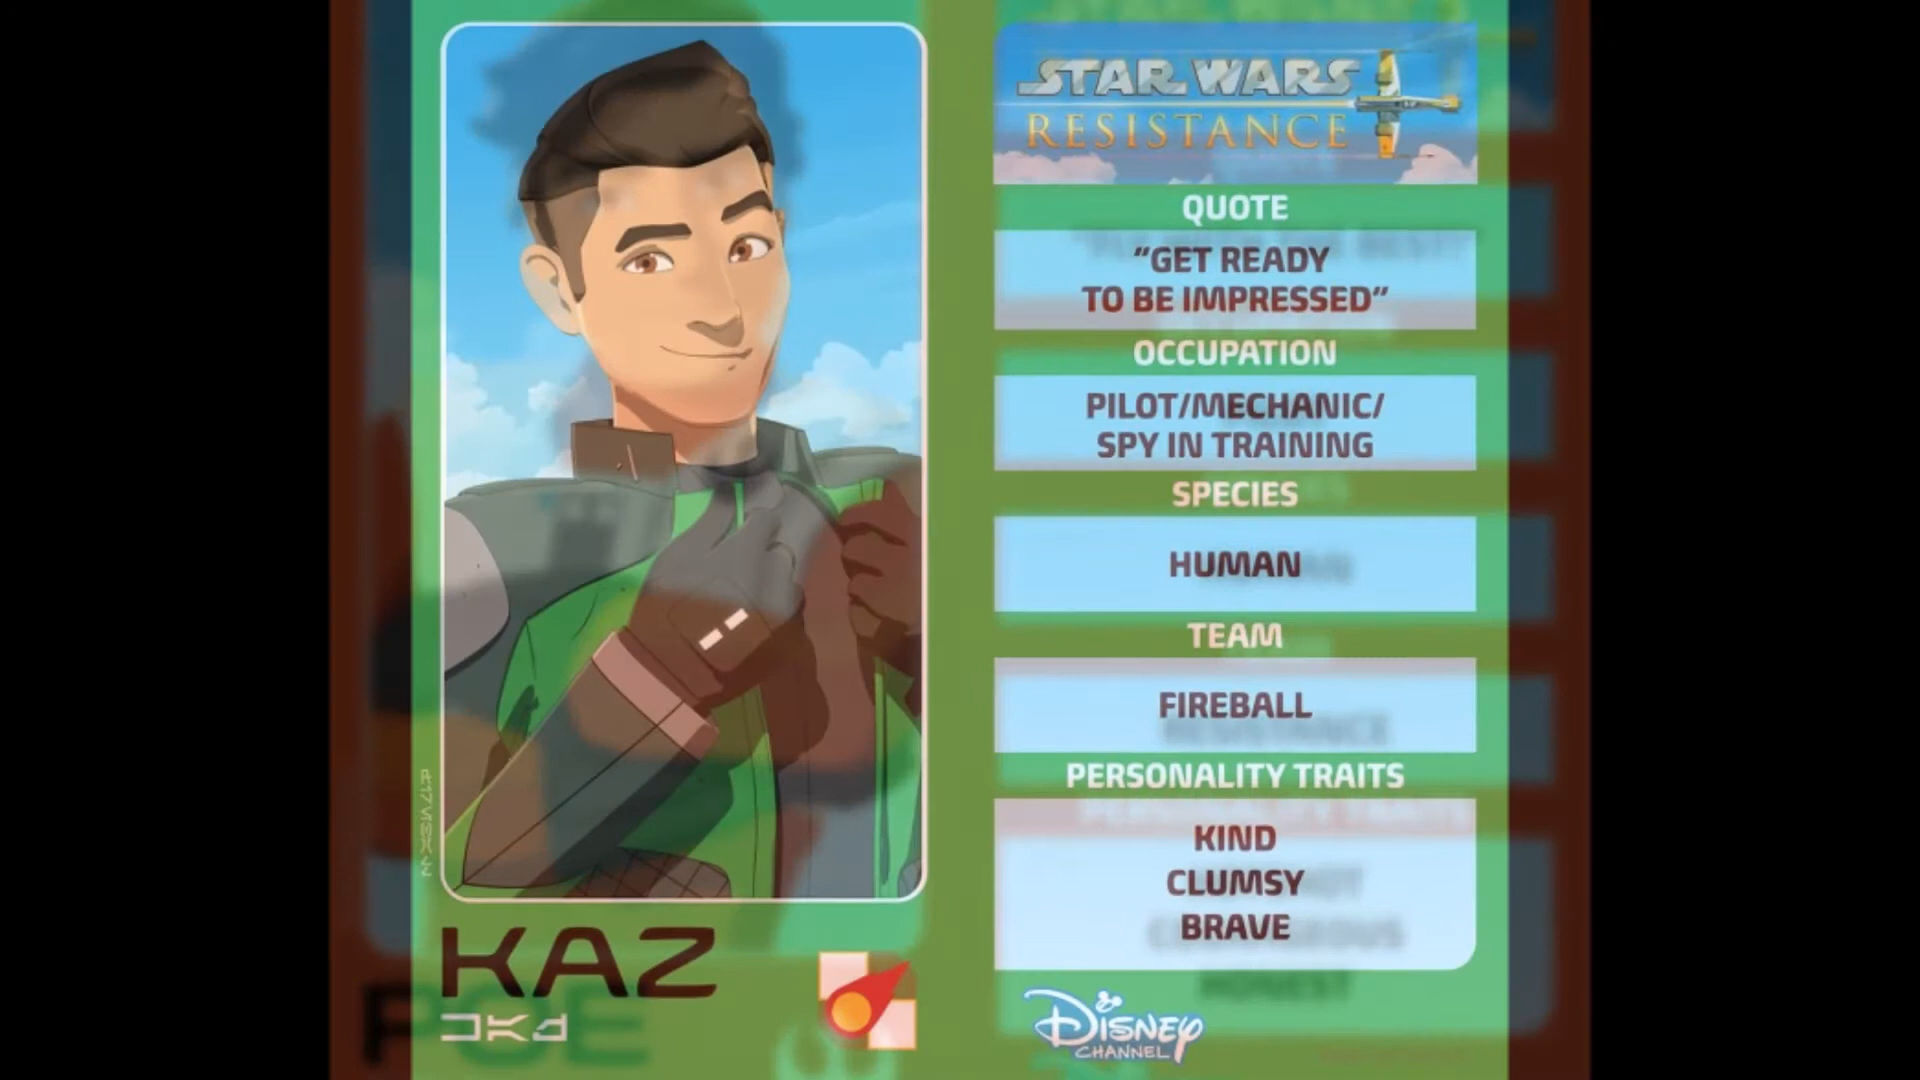 STAR WARS
RESISTANCE
QUOTE
“GET READY
TO BE IMPRESSED”
OCCUPATION
PILOT/MECHANIC/
SPY IN TRAINING
SPECIES
HUMAN
TEAM
FIREBALL
PERSONALITY TRAITS
KIND
CLUMSY
BRAVE
KAZ
POE
DISNEY
CHANNEL